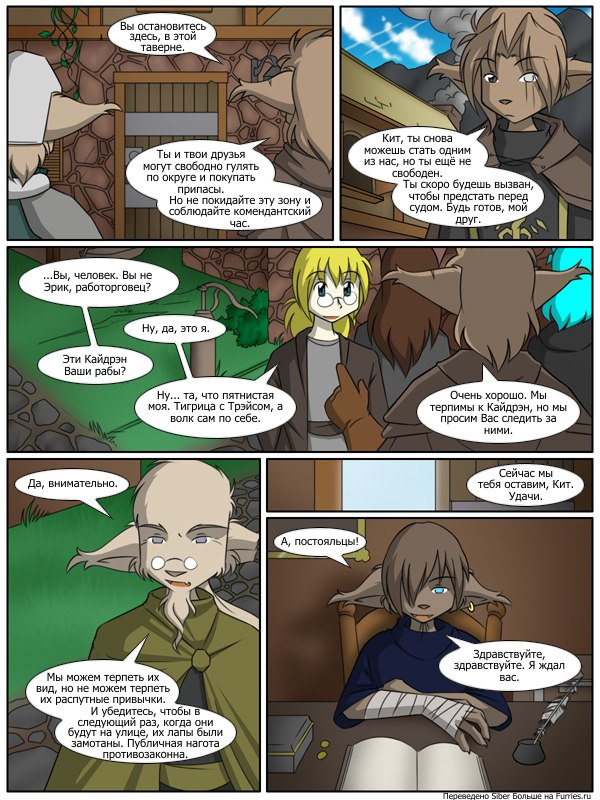 Вы остановитесь
здесь, в этой
таверне.
Ты и твои друзья
могут свободно гулять
по округе и покупать
припасы.
Но не покидайте эту зону и
соблюдайте комендантский
час.
Кит, ты снова
можешь стать одним
из нас, но ты ещё не
свободен.
Ты скоро будешь вызван,
чтобы предстать перед
судом. Будь готов, мой
друг.
...Вы, человек. Вы не
Эрик, работорговец?
Ну, да, это я.
Эти Кайдрэн
Ваши рабы?
Ну... та, что пятнистая
моя. Тигрица с Трэйсом, а
волк сам по себе.
Очень хорошо. Мы
терпимы к Кайдрэн, но мы
просим Вас следить за
ними.
Да, внимательно.
Мы можем терпеть их
вид, но не можем терпеть
их распутные привычки.
И убедитесь, чтобы в
следующий раз, когда они
будут на улице, их лапы были
замотаны. Публичная нагота
противозаконна.
Сейчас мы
тебя оставим, Кит.
Удачи.
А, постояльцы!
Здравствуйте,
здравствуйте. Я ждал
вас.
Переведено Siber Больше на Furries.ru